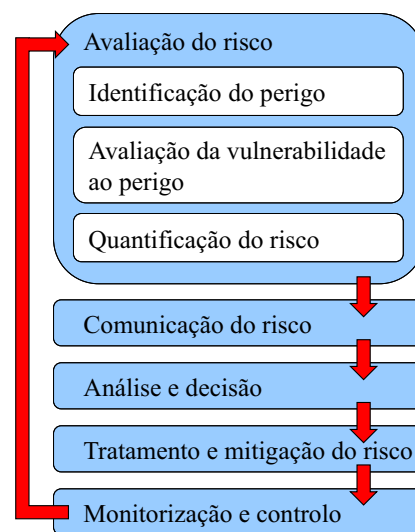 Avaliação do risco
Identificação do perigo
Avaliação da vulnerabilidade
ao perigo
Quantificação do risco
Comunicação do risco
Análise e decisão
Tratamento e mitigação do risco
Monitorização e controlo